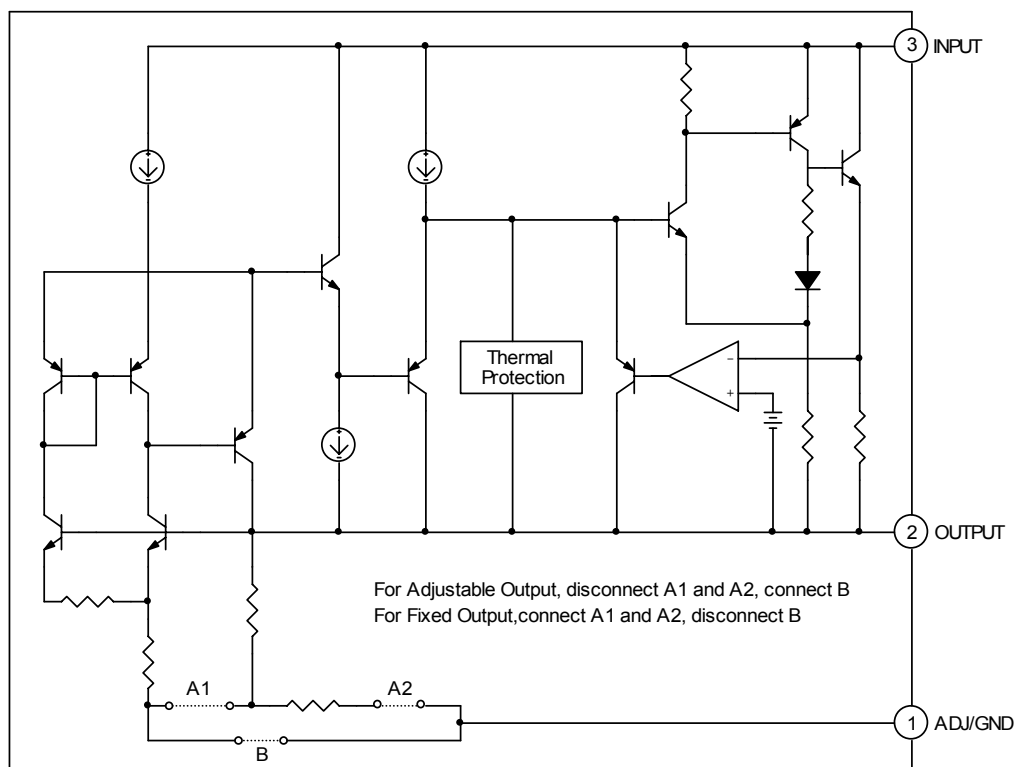 3 INPUT
Thermal
Protection
−
+
2 OUTPUT
For Adjustable Output, disconnect A1 and A2, connect B
For Fixed Output,connect A1 and A2, disconnect B
A1
A2
1 ADJ/GND
B